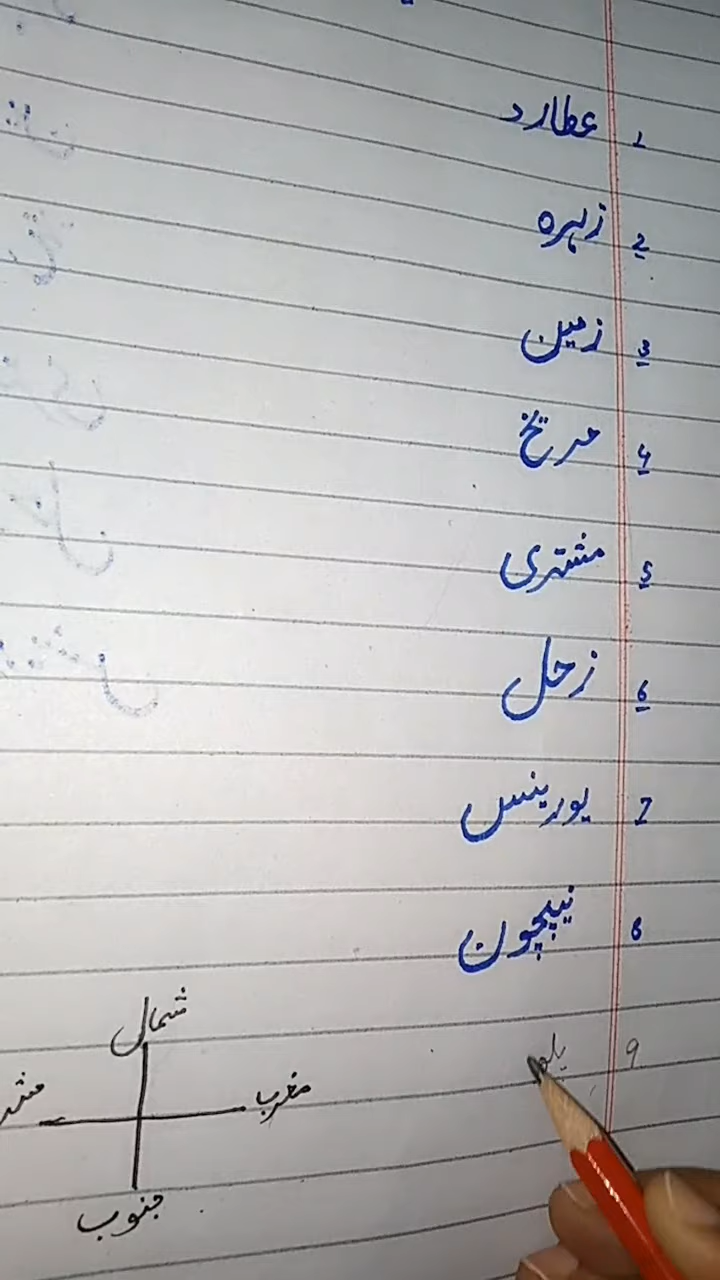 1 عطارد
2 زہرہ
3 زمین
4 مریخ
5 مشتری
6 زحل
7 یورینس
8 نیپچون
9
شمال
مغرب
جنوب